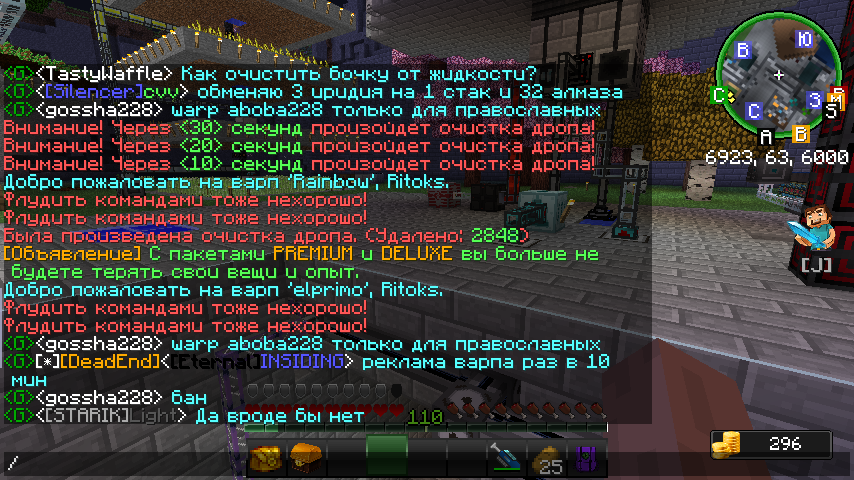 <G><TastyWaffle> Как очистить бочку от жидкости?
<G><[Silencer]cvv> обменяю 3 иридия на 1 стак и 32 алмаза
<G><gossha228> warp aboba228 только для православных
Внимание! Через <30> секунд произойдет очистка дропа!
Внимание! Через <20> секунд произойдет очистка дропа!
Внимание! Через <10> секунд произойдет очистка дропа!
Добро пожаловать на варп 'Rainbow', Ritoks.
Флудить командами тоже нехорошо!
Флудить командами тоже нехорошо!
Была произведена очистка дропа. (Удалено: 2848)
[Объявление] С пакетами PREMIUM и DELUXE вы больше не
будете терять свои вещи и опыт.
Добро пожаловать на варп 'elprimo', Ritoks.
Флудить командами тоже нехорошо!
Флудить командами тоже нехорошо!
<G><gossha228> warp aboba228 только для православных
<G>[*][DeadEnd]<[Eternal]INSIDING> реклама варпа раз в 10
мин
<G><gossha228> бан
<G><[STARIK]Light> Да вроде бы нет
/
В Ю
С
С З 5
А В
6923, 63, 6000
[J]
110
25
296